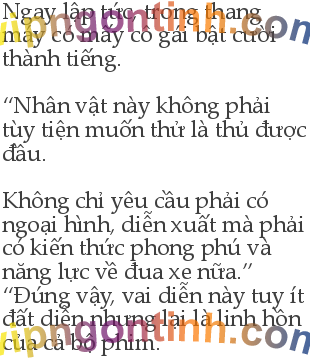 Ngay lập tức, trong thang
máy có mấy cô gái bật cười
thành tiếng.
“Nhân vật này không phải
tùy tiện muốn thử là thủ được
đâu.
Không chỉ yêu cầu phải có
ngoại hình, diễn xuất mà phải
có kiến thức phong phú và
năng lực về đua xe nữa.”
“Đúng vậy, vai diễn này tuy ít
đất diễn nhưng lại là linh hồn
của cả bộ phim.
vipngontinh.com
vipngontinh.com